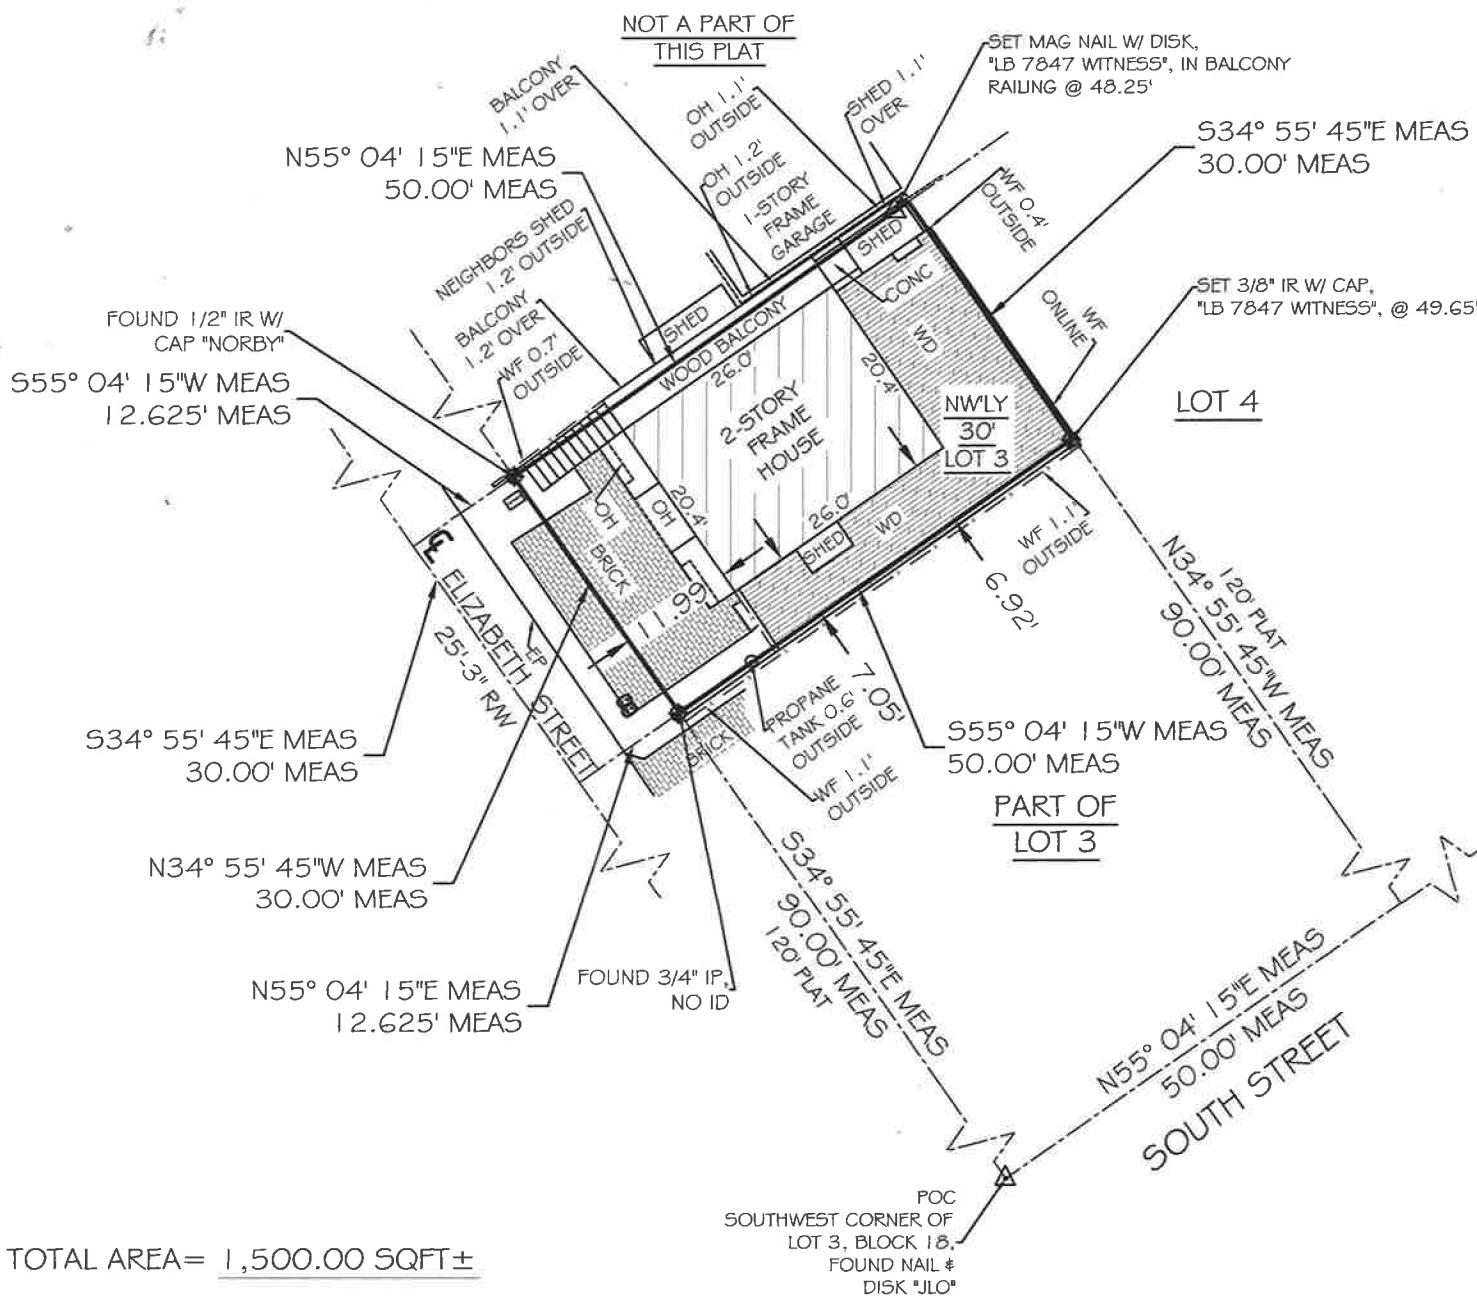 NOT A PART OF
THIS PLAT
SET MAG NAIL W/ DISK,
"LB 7847 WITNESS", IN BALCONY
RAILING @ 48.25'
BALCONY
1.1' OVER
OH 1.1'
OUTSIDE
SHED 1.1'
OVER
S34° 55' 45"E MEAS
30.00' MEAS
N55° 04' 15"E MEAS
50.00' MEAS
OH 1.2'
OUTSIDE
1-STORY
FRAME
GARAGE
WF 0.4'
OUTSIDE
NEIGHBORS SHED
1.2' OUTSIDE
SHED
CONC
SET 3/8" IR W/ CAP,
"LB 7847 WITNESS", @ 49.65'
BALCONY
1.2' OVER
SHED
WF
ONLINE
FOUND 1/2" IR W/
CAP "NORBY"
WF 0.7'
OUTSIDE
WOOD BALCONY
26.0'
20.4'
WD
S55° 04' 15"W MEAS
12.625' MEAS
2-STORY
FRAME
HOUSE
NW'LY
30'
LOT 3
LOT 4
OH
OH
20.4'
26.0'
SHED
WD
BRICK
11.99'
WF 1.1'
OUTSIDE
6.92'
CL
ELIZABETH STREET
25'-3" R/W
EP
N34° 55' 45"W MEAS
90.00' MEAS
120' PLAT
7.05'
PROPANE
TANK 0.6'
OUTSIDE
BRICK
S34° 55' 45"E MEAS
30.00' MEAS
S55° 04' 15"W MEAS
50.00' MEAS
WF 1.1'
OUTSIDE
PART OF
LOT 3
N34° 55' 45"W MEAS
30.00' MEAS
S34° 55' 45"E MEAS
90.00' MEAS
120' PLAT
FOUND 3/4" IP,
NO ID
N55° 04' 15"E MEAS
12.625' MEAS
N55° 04' 15"E MEAS
50.00' MEAS
SOUTH STREET
POC
SOUTHWEST CORNER OF
LOT 3, BLOCK 18,
FOUND NAIL &
DISK "JLO"
TOTAL AREA= 1,500.00 SQFT±